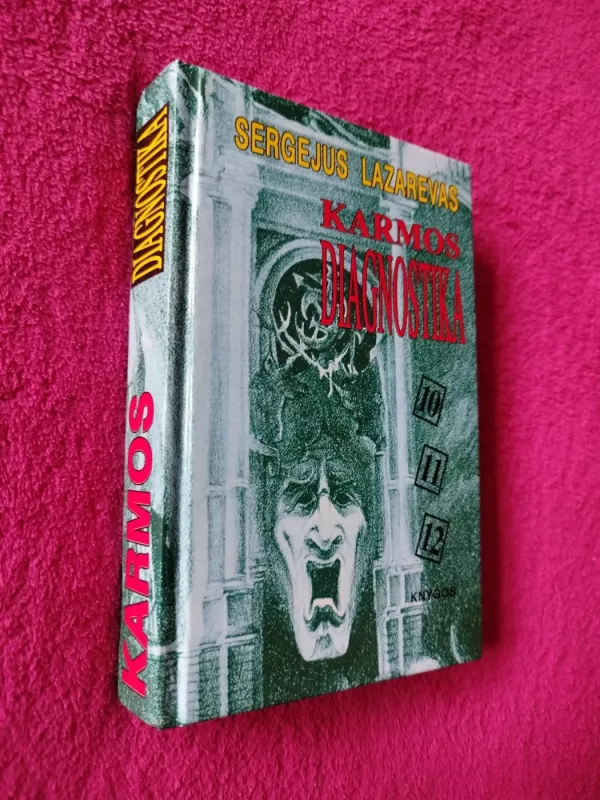 SERGEJUS LAZAREVAS
KARMOS
DIAGNOSTIKA
10
11
12
KNYGOS
KARMOS DIAGNOSTIKA